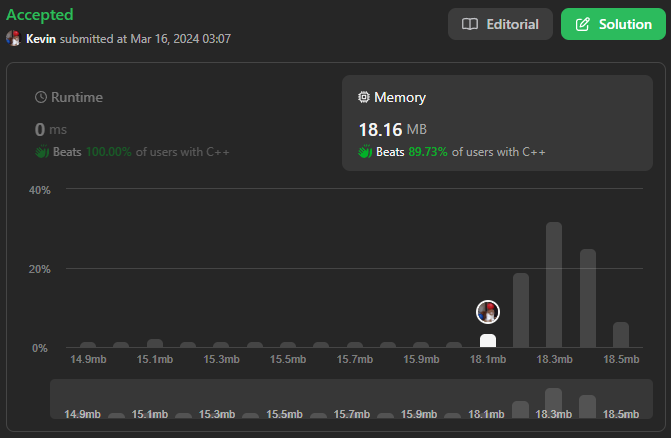 Accepted
Kevin submitted at Mar 16, 2024 03:07
Editorial
Solution
Runtime
0 ms
Beats 100.00% of users with C++
Memory
18.16 MB
Beats 89.73% of users with C++
40%
20%
0%
14.9mb 15.1mb 15.3mb 15.5mb 15.7mb 15.9mb 18.1mb 18.3mb 18.5mb
14.9mb 15.1mb 15.3mb 15.5mb 15.7mb 15.9mb 18.1mb 18.3mb 18.5mb